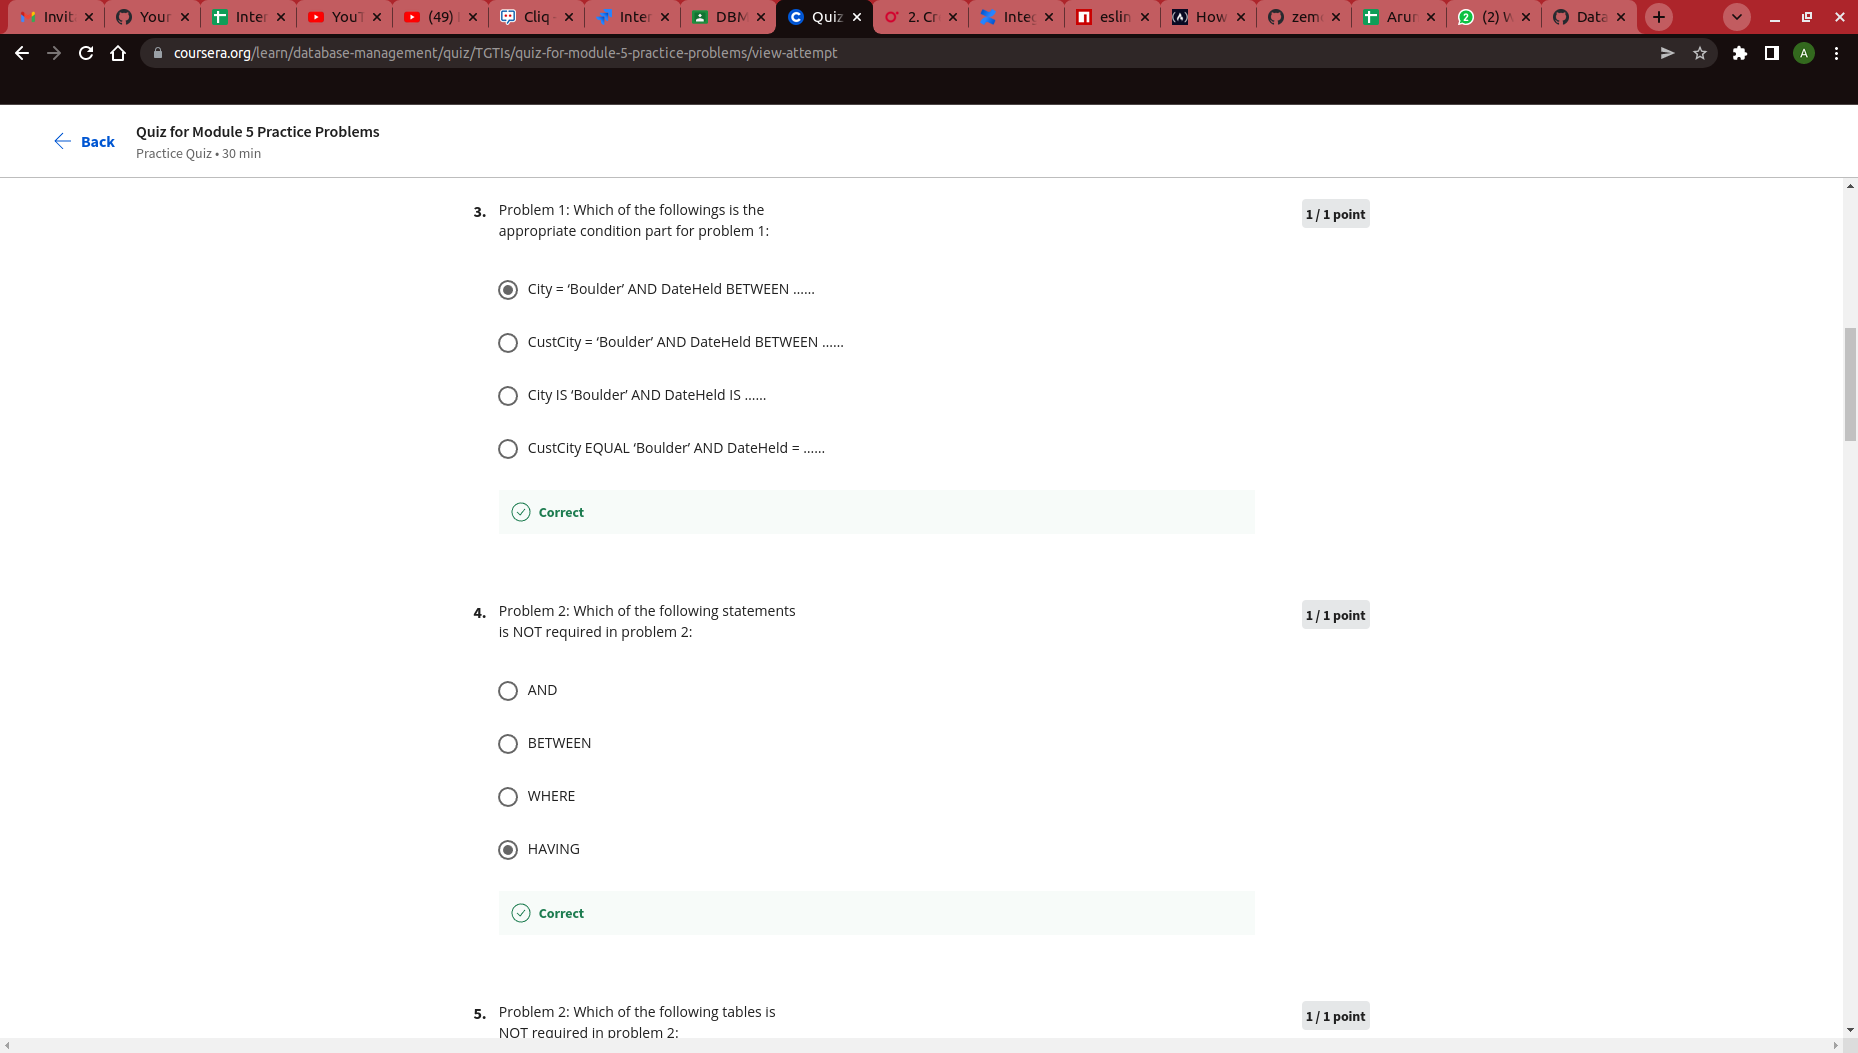 Invit
Your
Inter
YouT
(49)
Cliq
Inter
DBM
Quiz
2. Cr
Integ
eslin
How
zem
Arun
(2) W
Data
coursera.org/learn/database-management/quiz/TGTIs/quiz-for-module-5-practice-problems/view-attempt
A
Back
Quiz for Module 5 Practice Problems
Practice Quiz • 30 min
3. Problem 1: Which of the followings is the
appropriate condition part for problem 1:
1 / 1 point
City = ‘Boulder’ AND DateHeld BETWEEN ......
CustCity = ‘Boulder’ AND DateHeld BETWEEN ......
City IS ‘Boulder’ AND DateHeld IS ......
CustCity EQUAL ‘Boulder’ AND DateHeld = ......
Correct
4. Problem 2: Which of the following statements
is NOT required in problem 2:
1 / 1 point
AND
BETWEEN
WHERE
HAVING
Correct
5. Problem 2: Which of the following tables is
NOT required in problem 2:
1 / 1 point